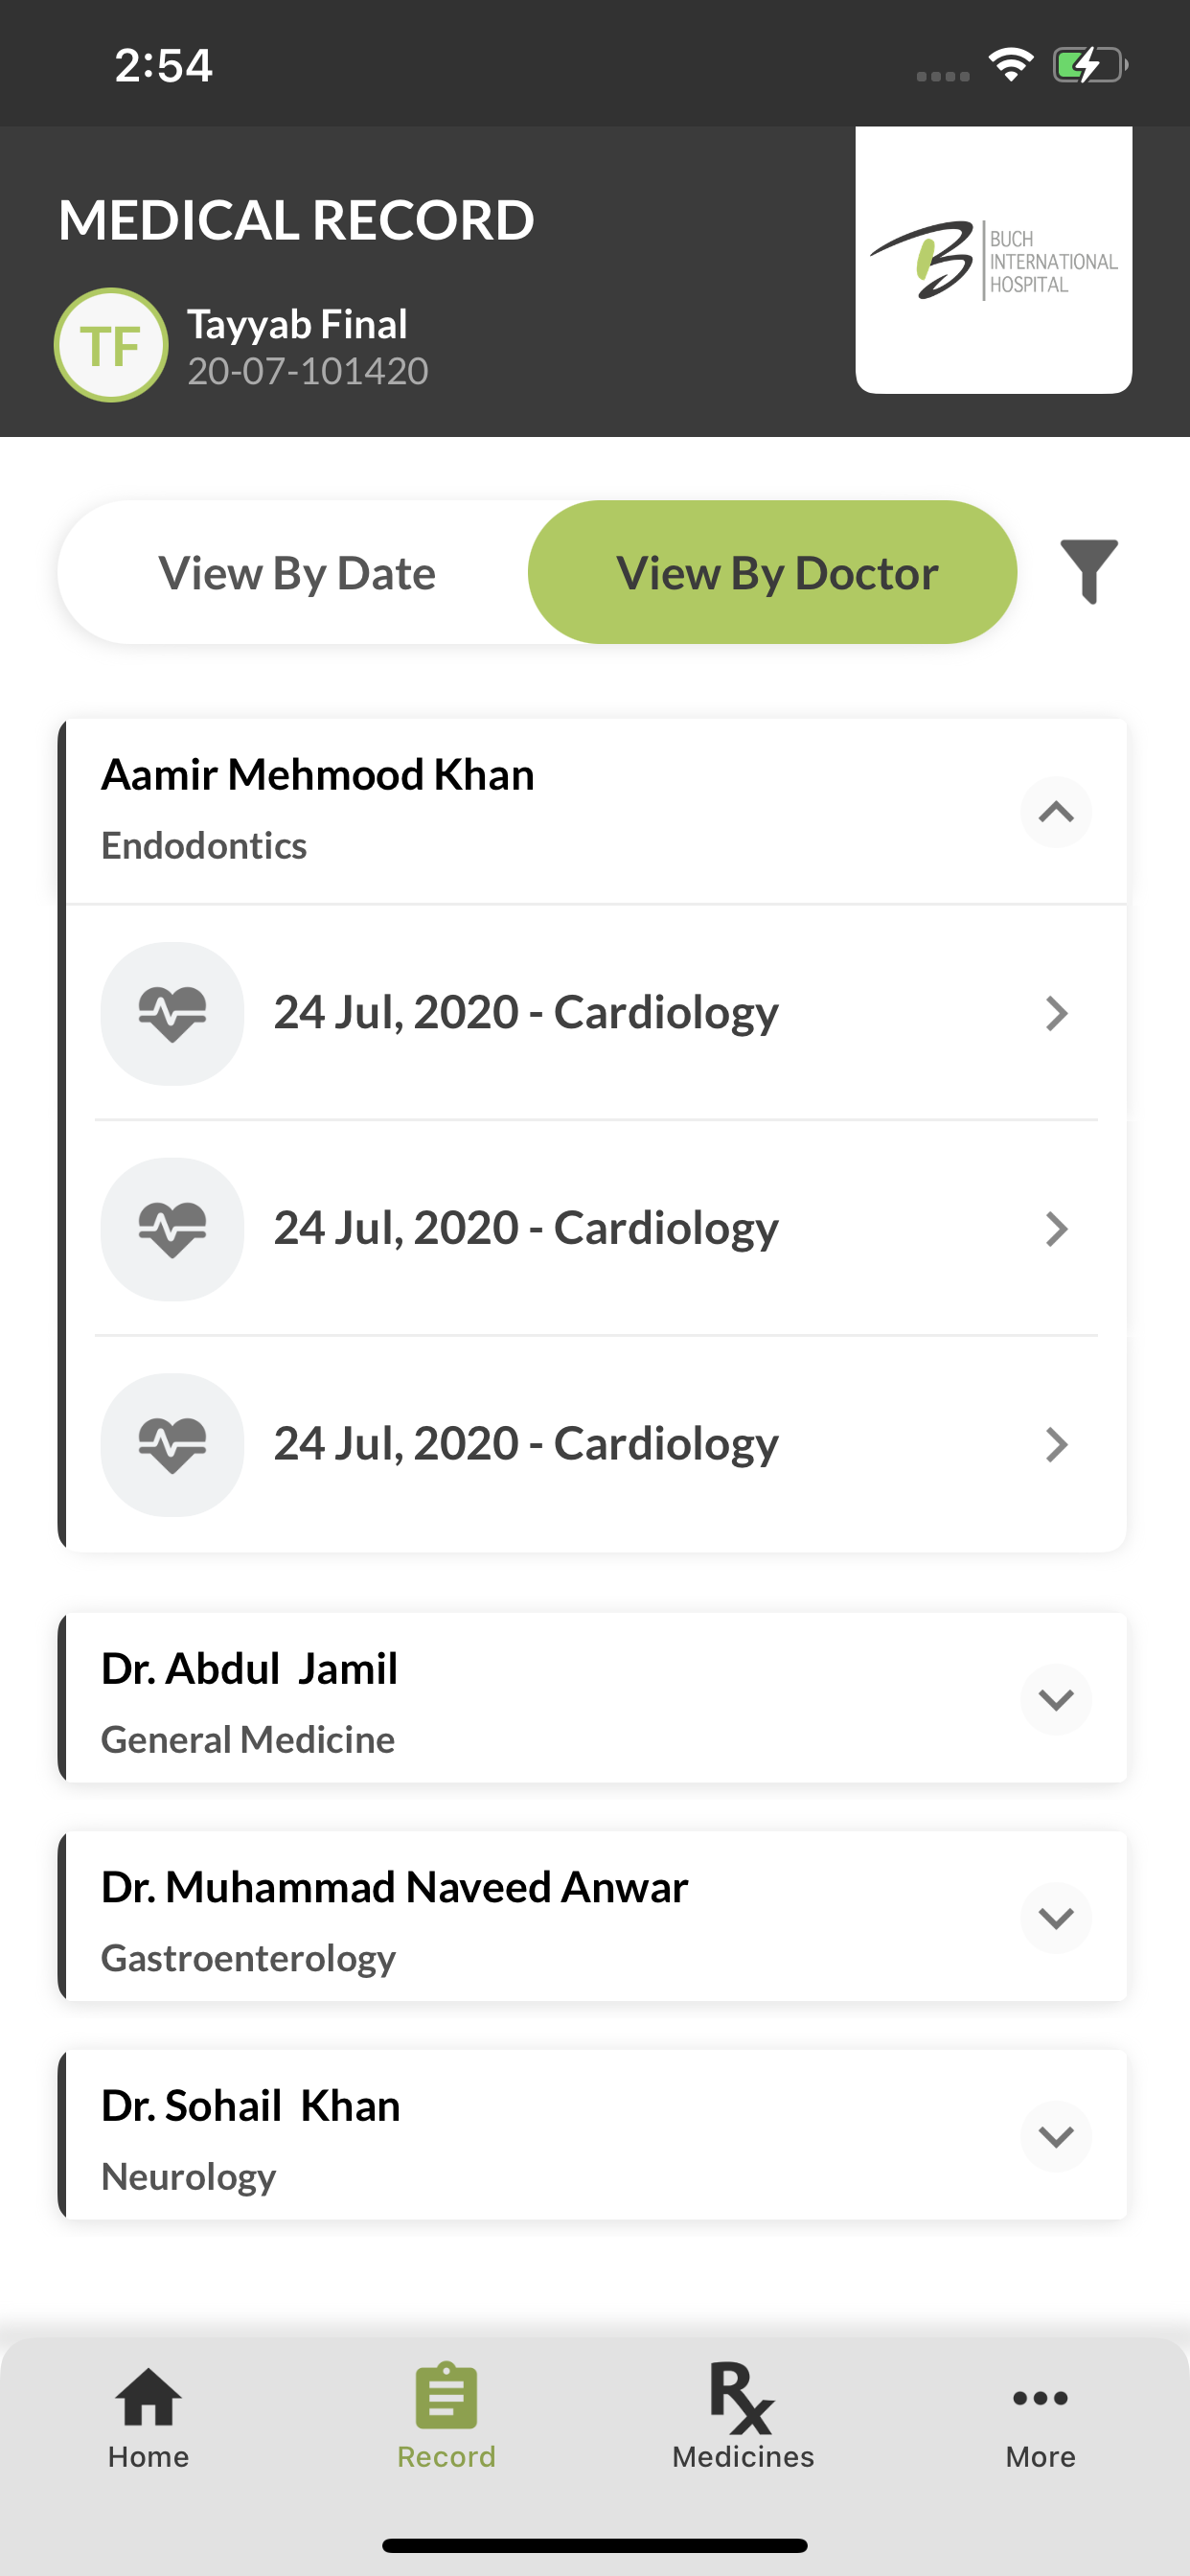 2:54
MEDICAL RECORD
BUCH
INTERNATIONAL
HOSPITAL
TF
Tayyab Final
20-07-101420
View By Date
View By Doctor
Aamir Mehmood Khan
Endodontics
24 Jul, 2020 - Cardiology
24 Jul, 2020 - Cardiology
24 Jul, 2020 - Cardiology
Dr. Abdul  Jamil
General Medicine
Dr. Muhammad Naveed Anwar
Gastroenterology
Dr. Sohail  Khan
Neurology
Rx
Home
Record
Medicines
More